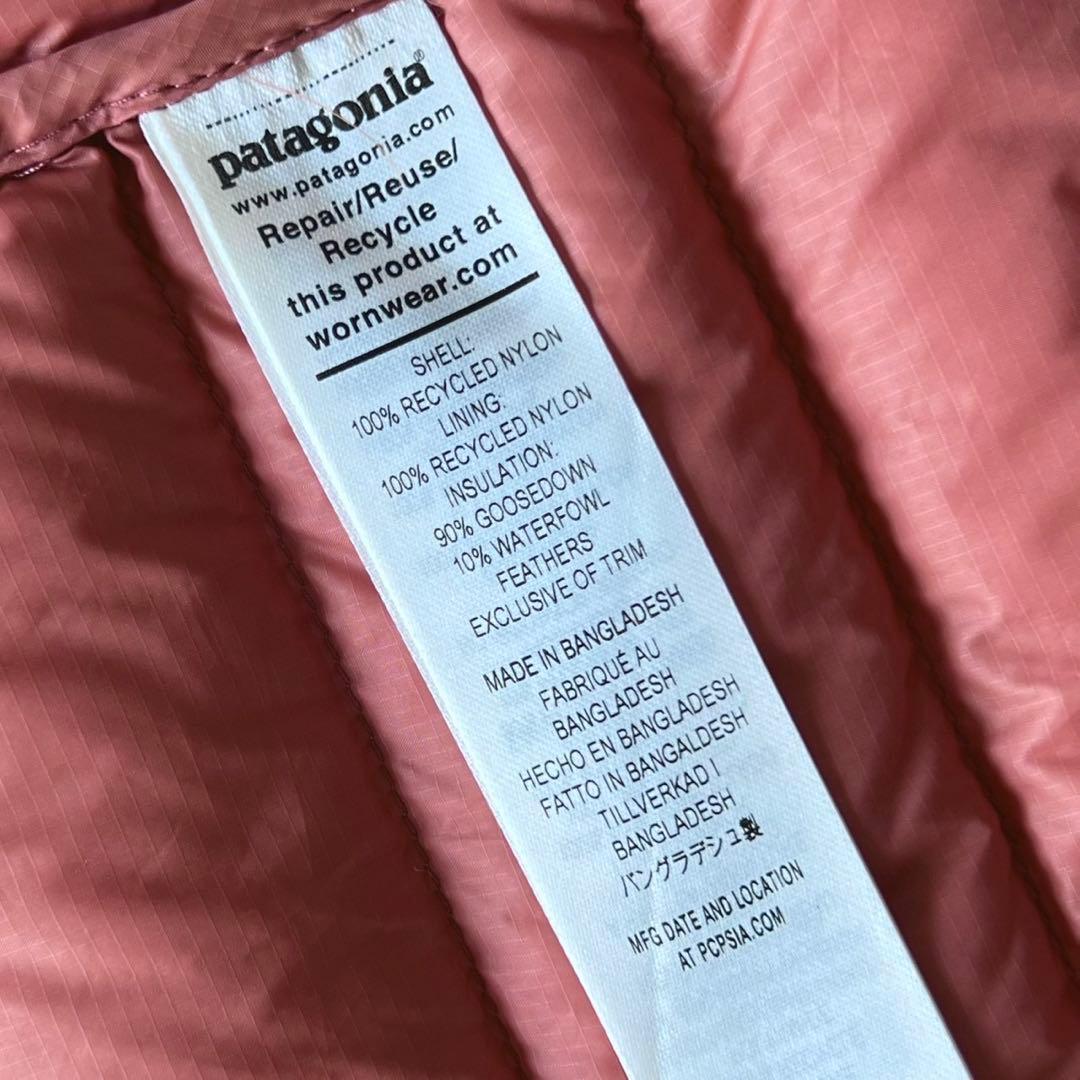 patagonia®
www.patagonia.com
Repair/Reuse/
Recycle
this product at
wornwear.com
SHELL:
100% RECYCLED NYLON
LINING:
100% RECYCLED NYLON
INSULATION:
90% GOOSEDOWN
10% WATERFOWL
FEATHERS
EXCLUSIVE OF TRIM
MADE IN BANGLADESH
FABRIQUÉ AU
BANGLADESH
HECHO EN BANGLADESH
FATTO IN BANGALDESH
TILLVERKAD I
BANGLADESH
バングラデシュ製
MFG DATE AND LOCATION
AT PCPSIA.COM